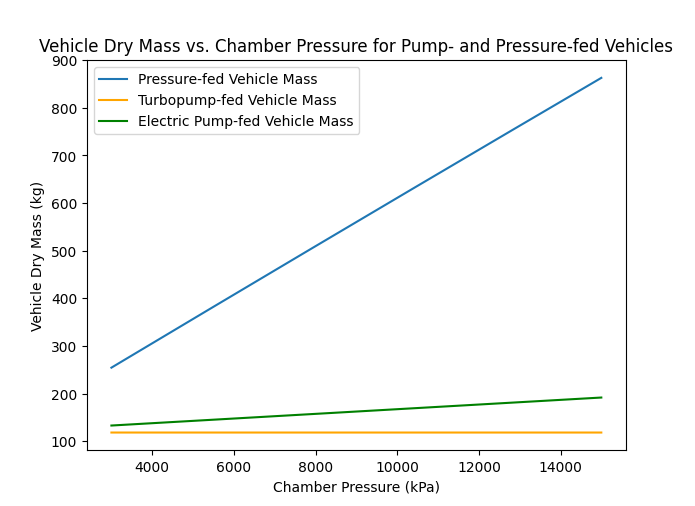 Vehicle Dry Mass vs. Chamber Pressure for Pump- and Pressure-fed Vehicles
900
800
700
600
500
400
300
200
100
Vehicle Dry Mass (kg)
Pressure-fed Vehicle Mass
Turbopump-fed Vehicle Mass
Electric Pump-fed Vehicle Mass
4000 6000 8000 10000 12000 14000
Chamber Pressure (kPa)